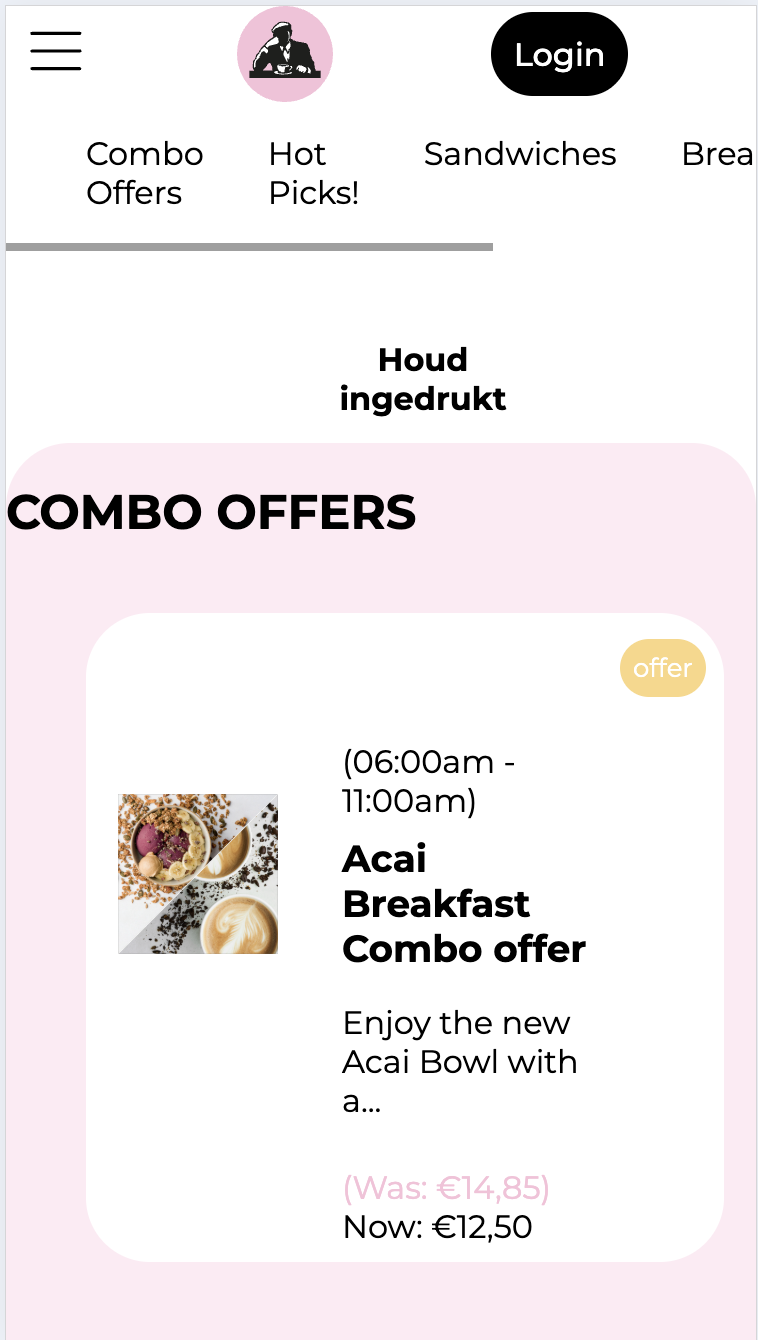 Login
Combo
Offers
Hot
Picks!
Sandwiches
Brea
Houd
ingedrukt
COMBO OFFERS
offer
(06:00am -
11:00am)
Acai
Breakfast
Combo offer
Enjoy the new
Acai Bowl with
a...
(Was: €14,85)
Now: €12,50